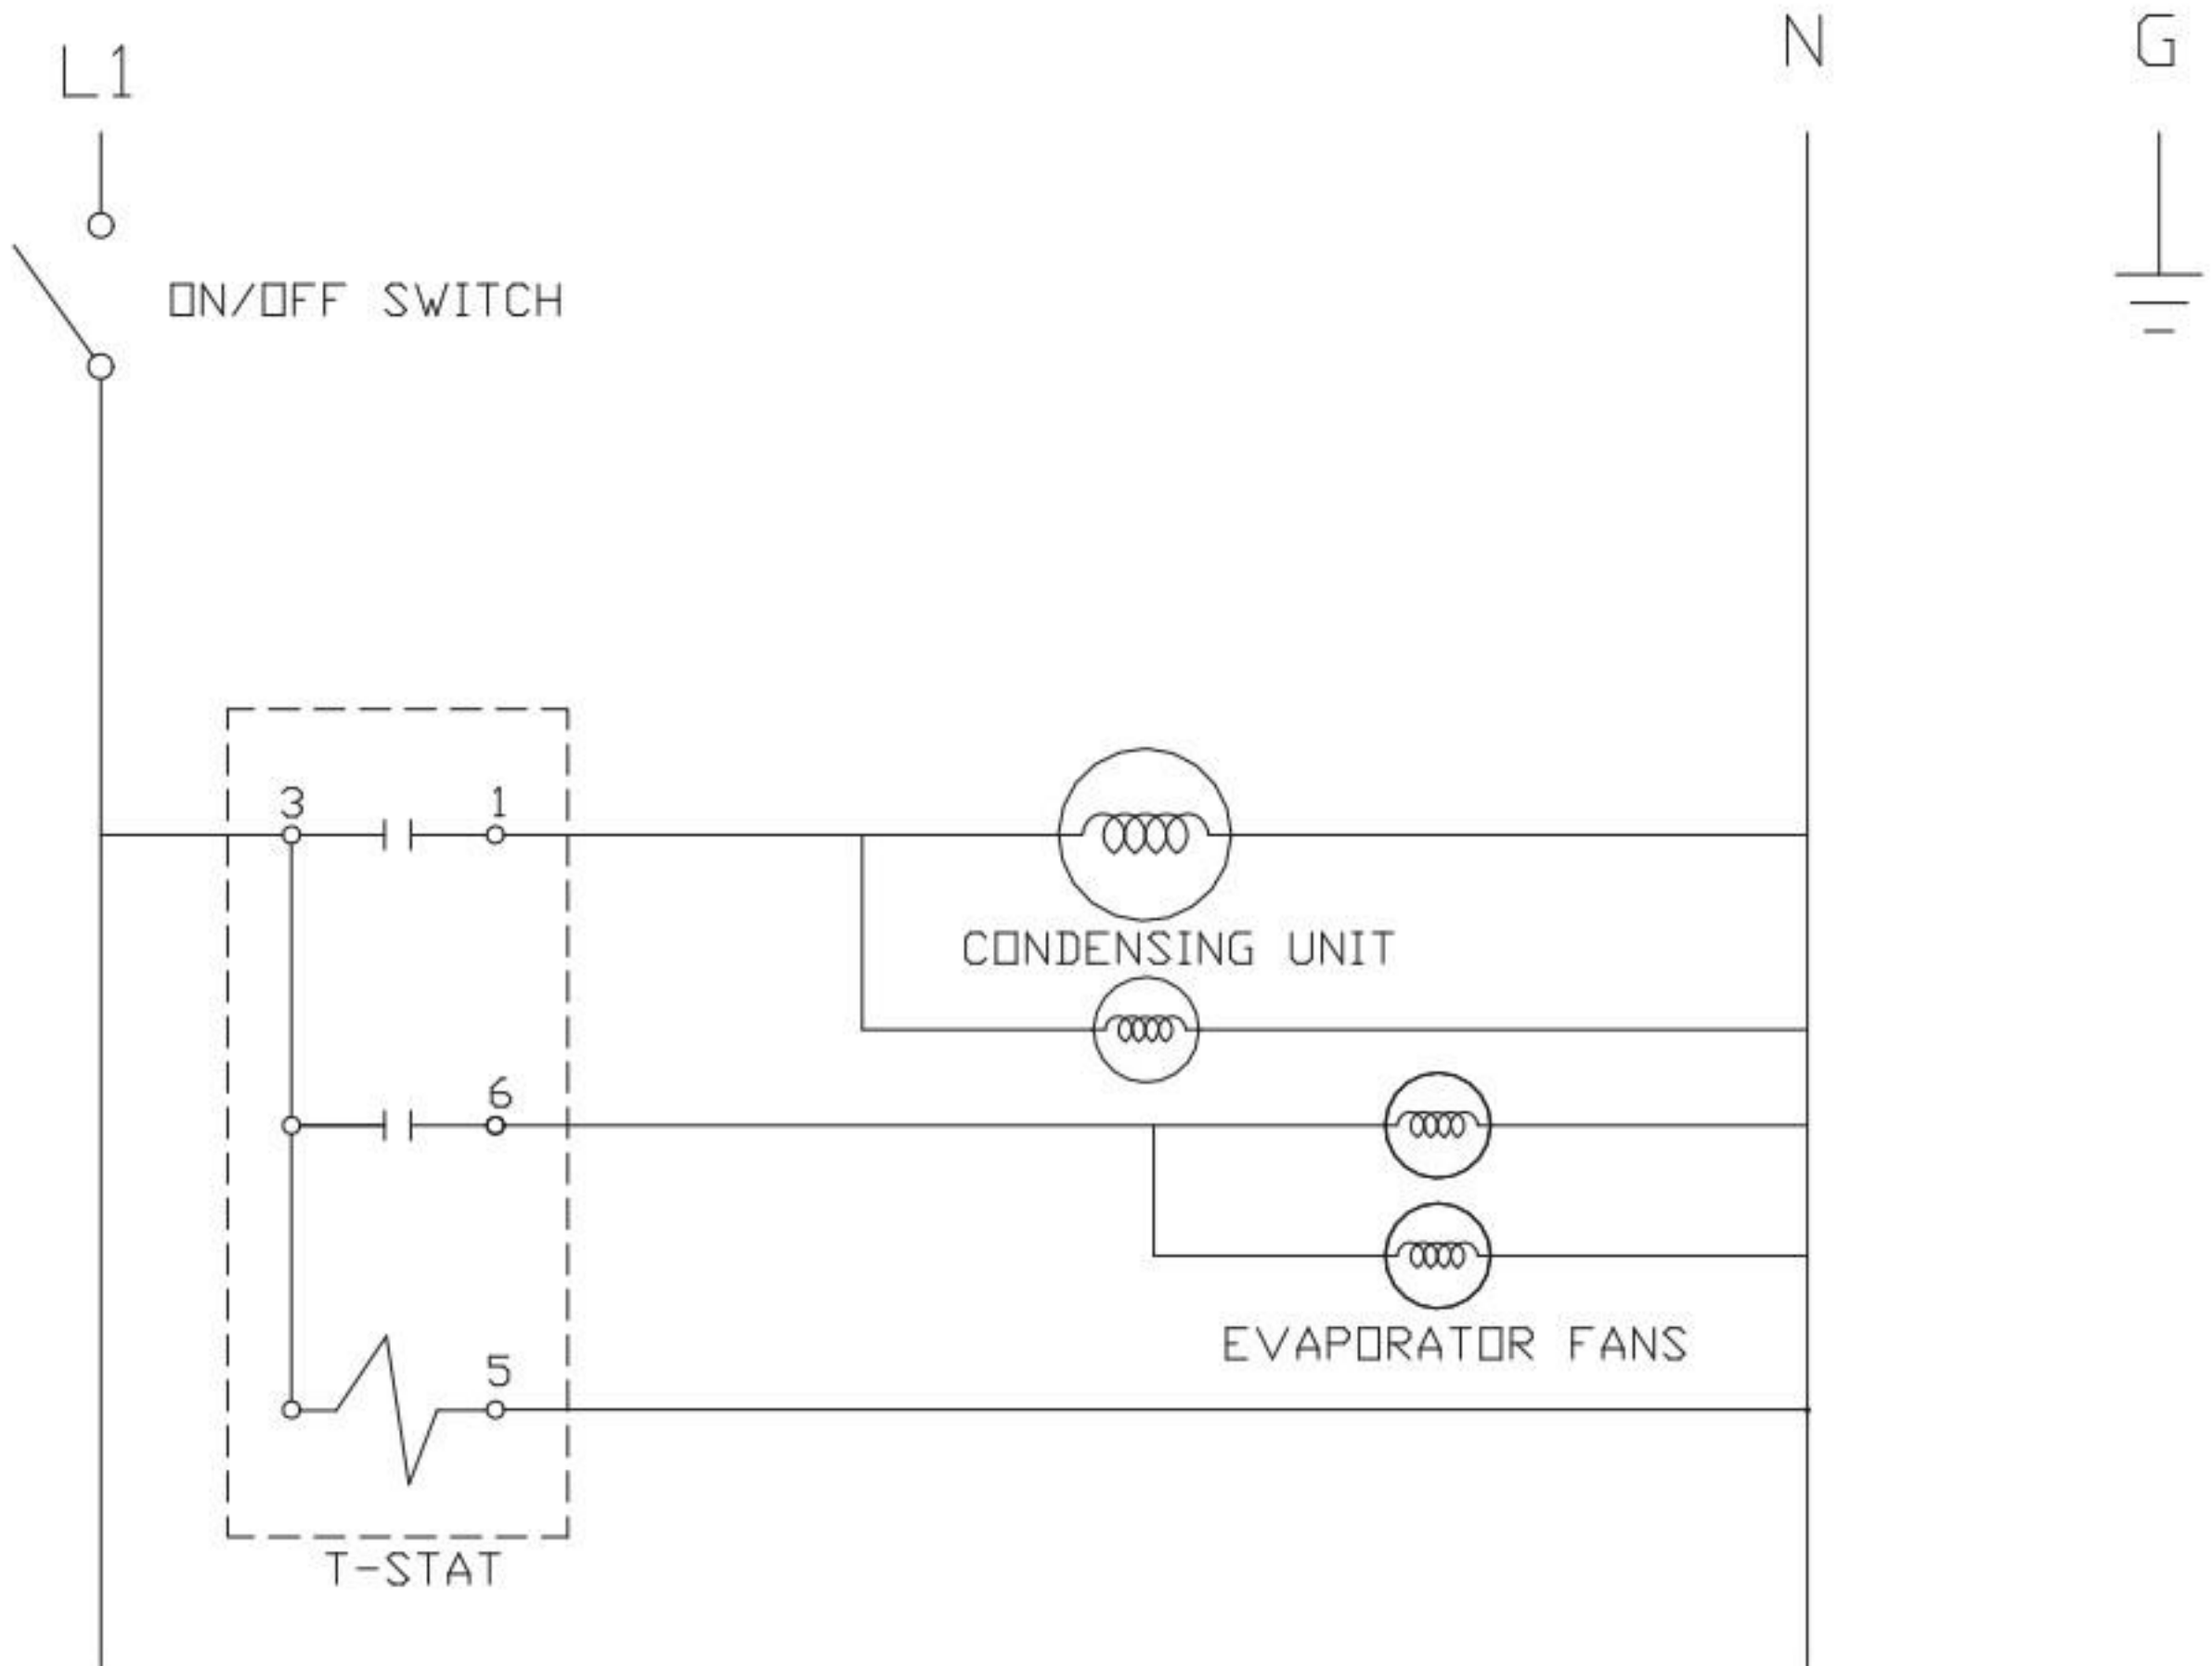 L1
N
G
ON/OFF SWITCH
3
1
CONDENSING UNIT
6
EVAPORATOR FANS
5
T-STAT